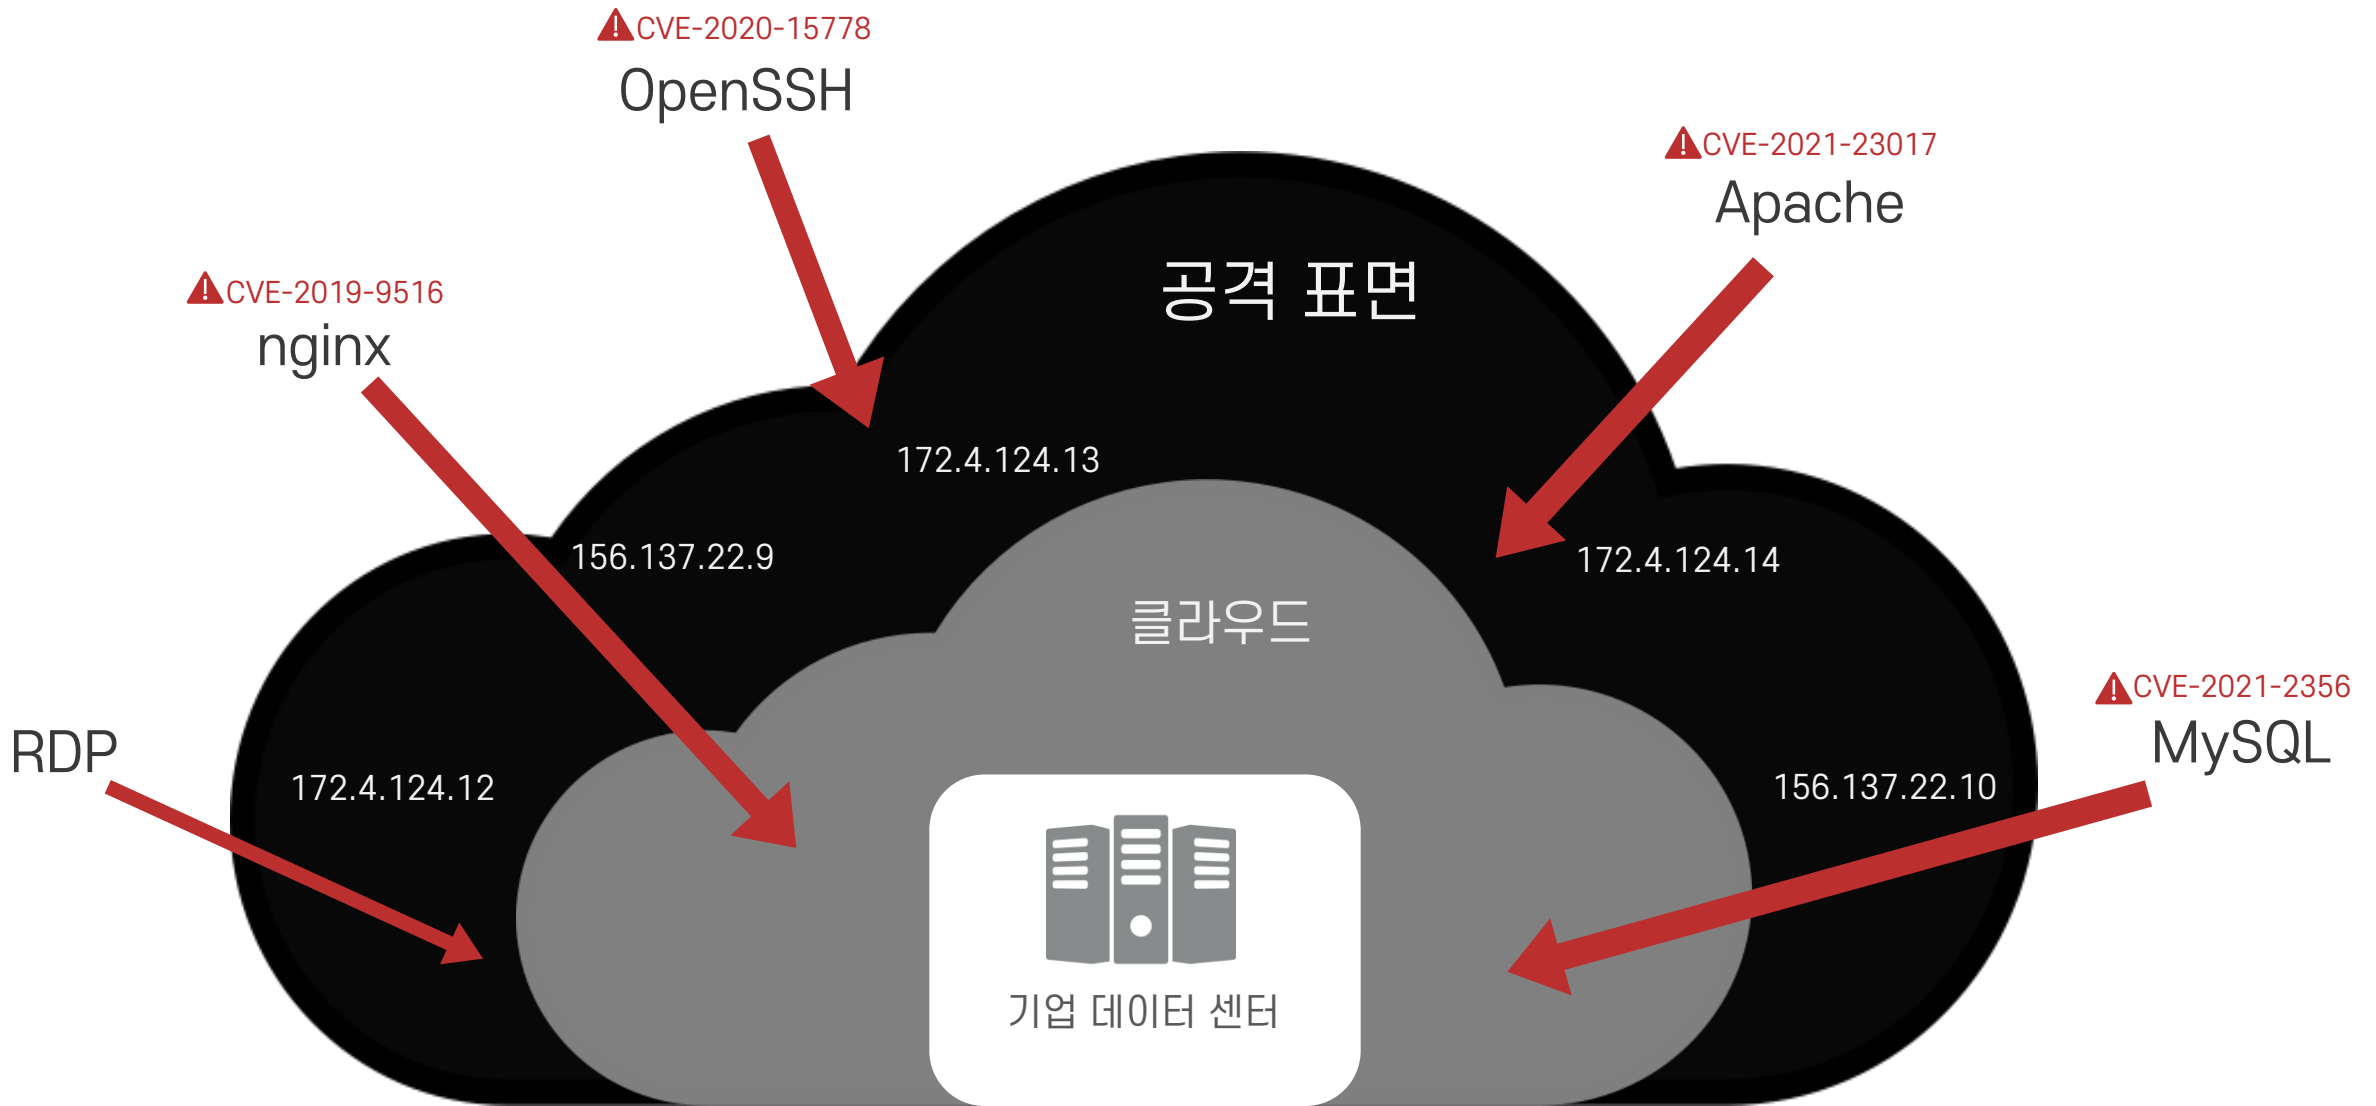 CVE-2020-15778
OpenSSH
CVE-2021-23017
Apache
공격 표면
CVE-2019-9516
nginx
172.4.124.13
156.137.22.9
172.4.124.14
클라우드
CVE-2021-2356
MySQL
RDP
172.4.124.12
156.137.22.10
기업 데이터 센터